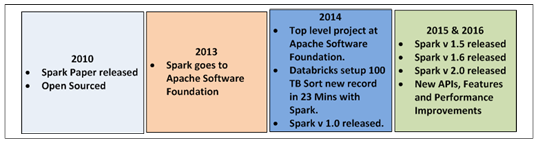 2010
• Spark Paper released
• Open Sourced
2013
• Spark goes to
Apache Software
Foundation
2014
• Top level project at
Apache Software
Foundation.
• Databricks setup 100
TB Sort new record
in 23 Mins with
Spark.
• Spark v 1.0 released.
2015 & 2016
• Spark v 1.5 released
• Spark v 1.6 released
• Spark v 2.0 released
• New APIs, Features
and Performance
Improvements